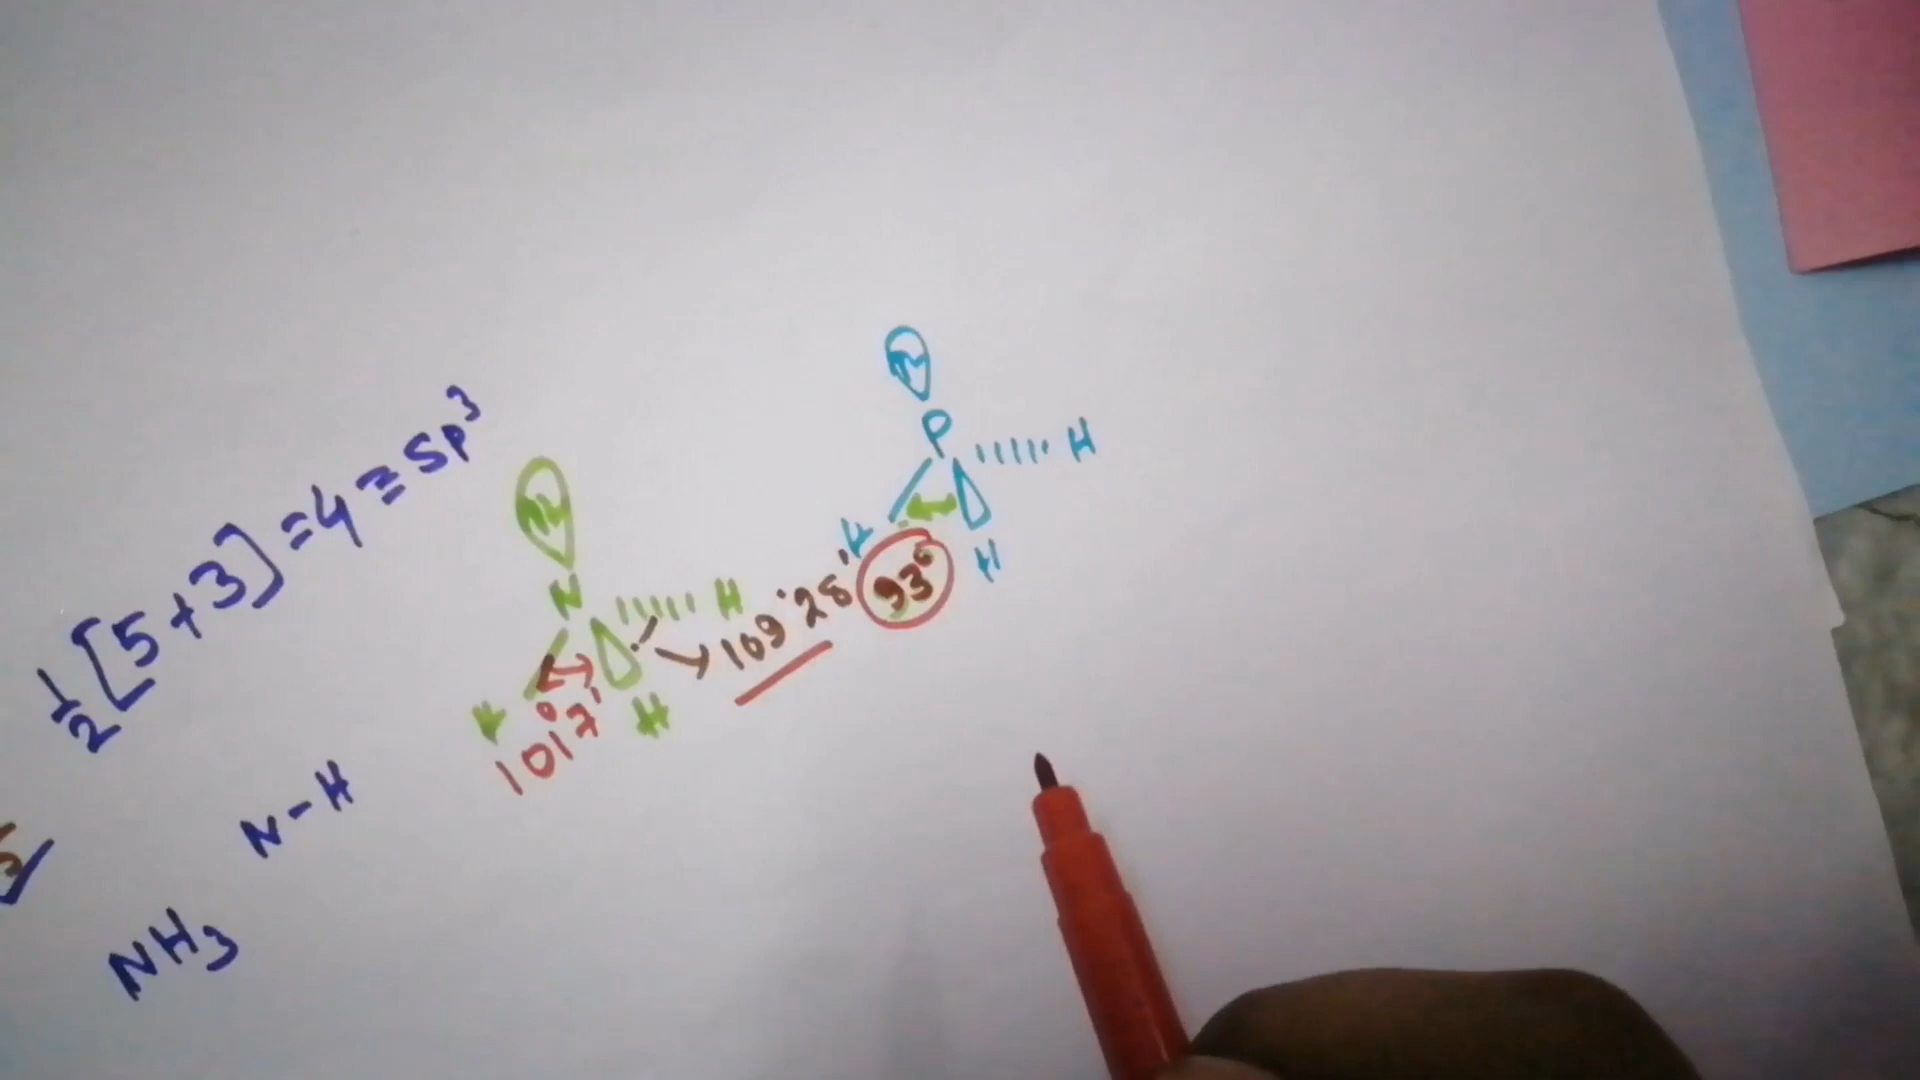 ½[5+3]=4≡Sp³
N-H
NH₃
N
H
H
H
101°7'
109°28'
P
H
H
H
93°